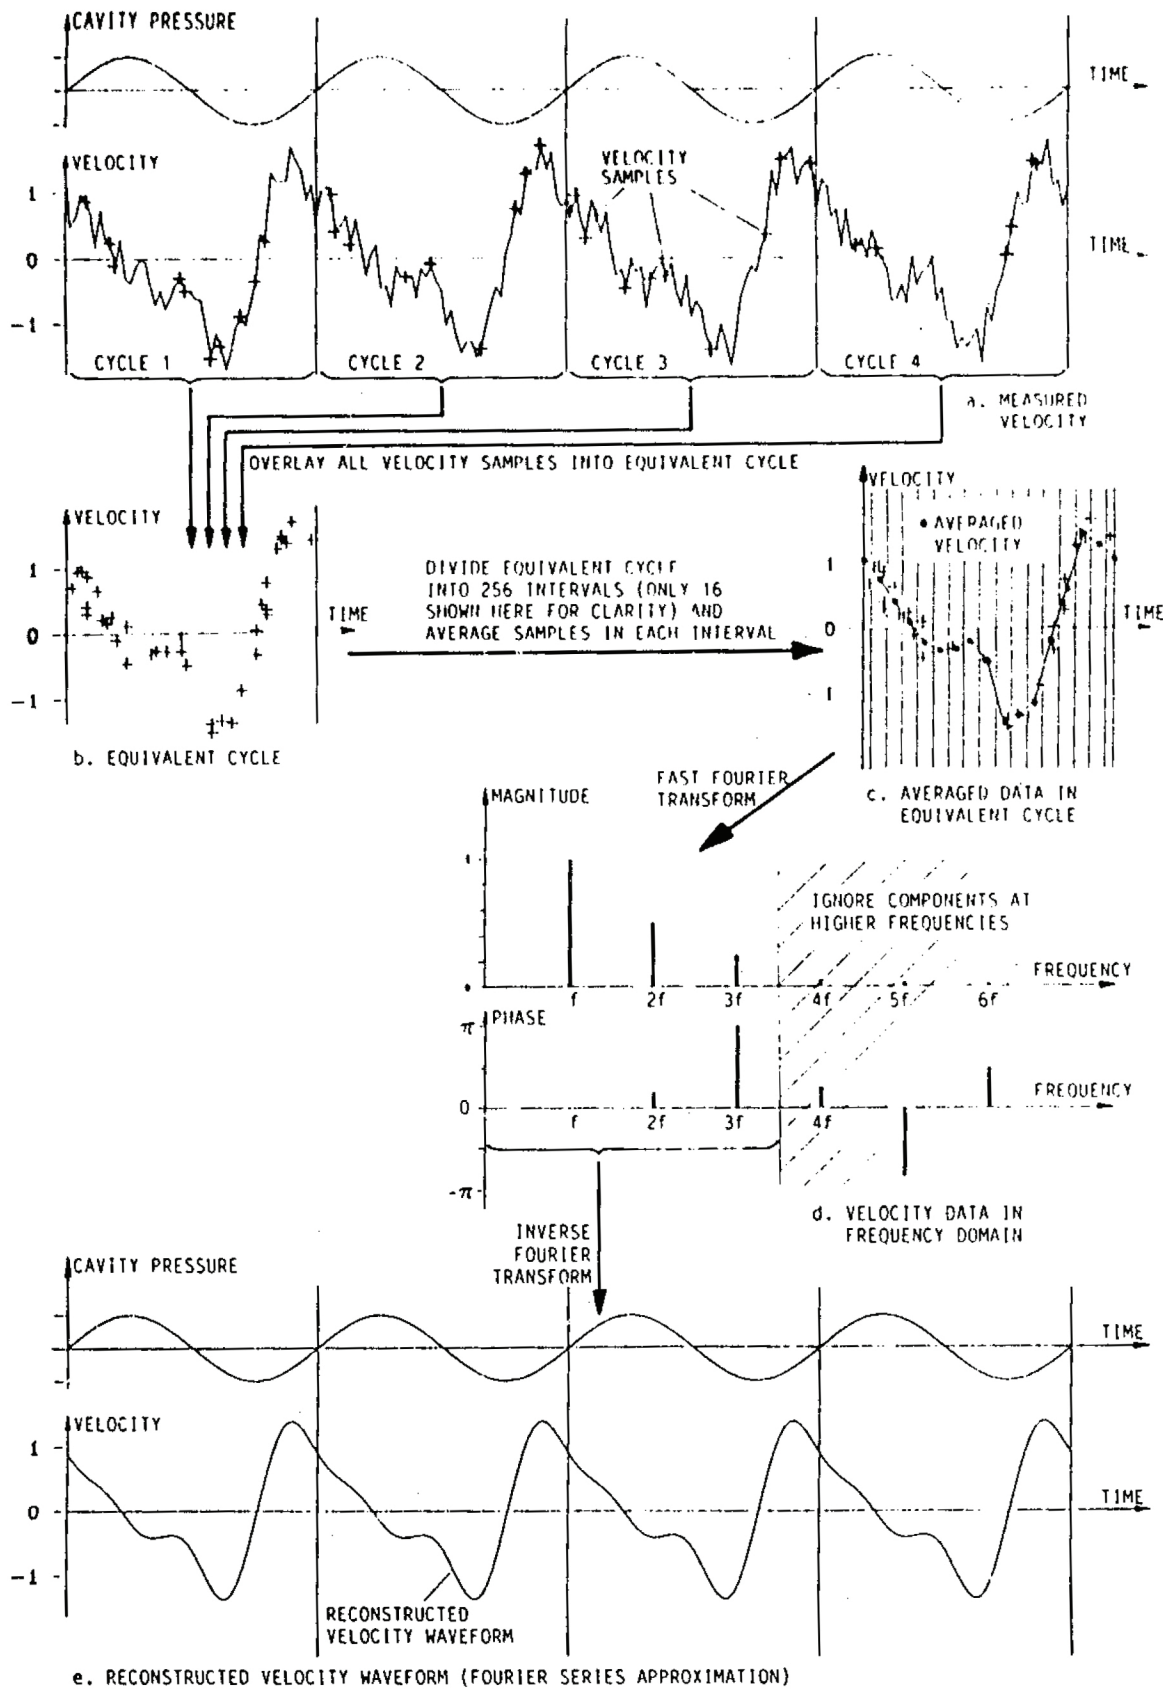 CAVITY PRESSURE
TIME
VELOCITY
VELOCITY
SAMPLES
1
0
-1
TIME
CYCLE 1
CYCLE 2
CYCLE 3
CYCLE 4
a. MEASURED
VELOCITY
OVERLAY ALL VELOCITY SAMPLES INTO EQUIVALENT CYCLE
VELOCITY
1
0
-1
TIME
b. EQUIVALENT CYCLE
DIVIDE EQUIVALENT CYCLE
INTO 256 INTERVALS (ONLY 16
SHOWN HERE FOR CLARITY) AND
AVERAGE SAMPLES IN EACH INTERVAL
VELOCITY
• AVERAGED
VELOCITY
1
0
1
TIME
c. AVERAGED DATA IN
EQUIVALENT CYCLE
FAST FOURIER
TRANSFORM
MAGNITUDE
1
IGNORE COMPONENTS AT
HIGHER FREQUENCIES
FREQUENCY
f 2f 3f 4f 5f 6f
PHASE
π
0
-π
FREQUENCY
f 2f 3f 4f
d. VELOCITY DATA IN
FREQUENCY DOMAIN
INVERSE
FOURIER
TRANSFORM
CAVITY PRESSURE
TIME
VELOCITY
1
0
-1
TIME
RECONSTRUCTED
VELOCITY WAVEFORM
e. RECONSTRUCTED VELOCITY WAVEFORM (FOURIER SERIES APPROXIMATION)